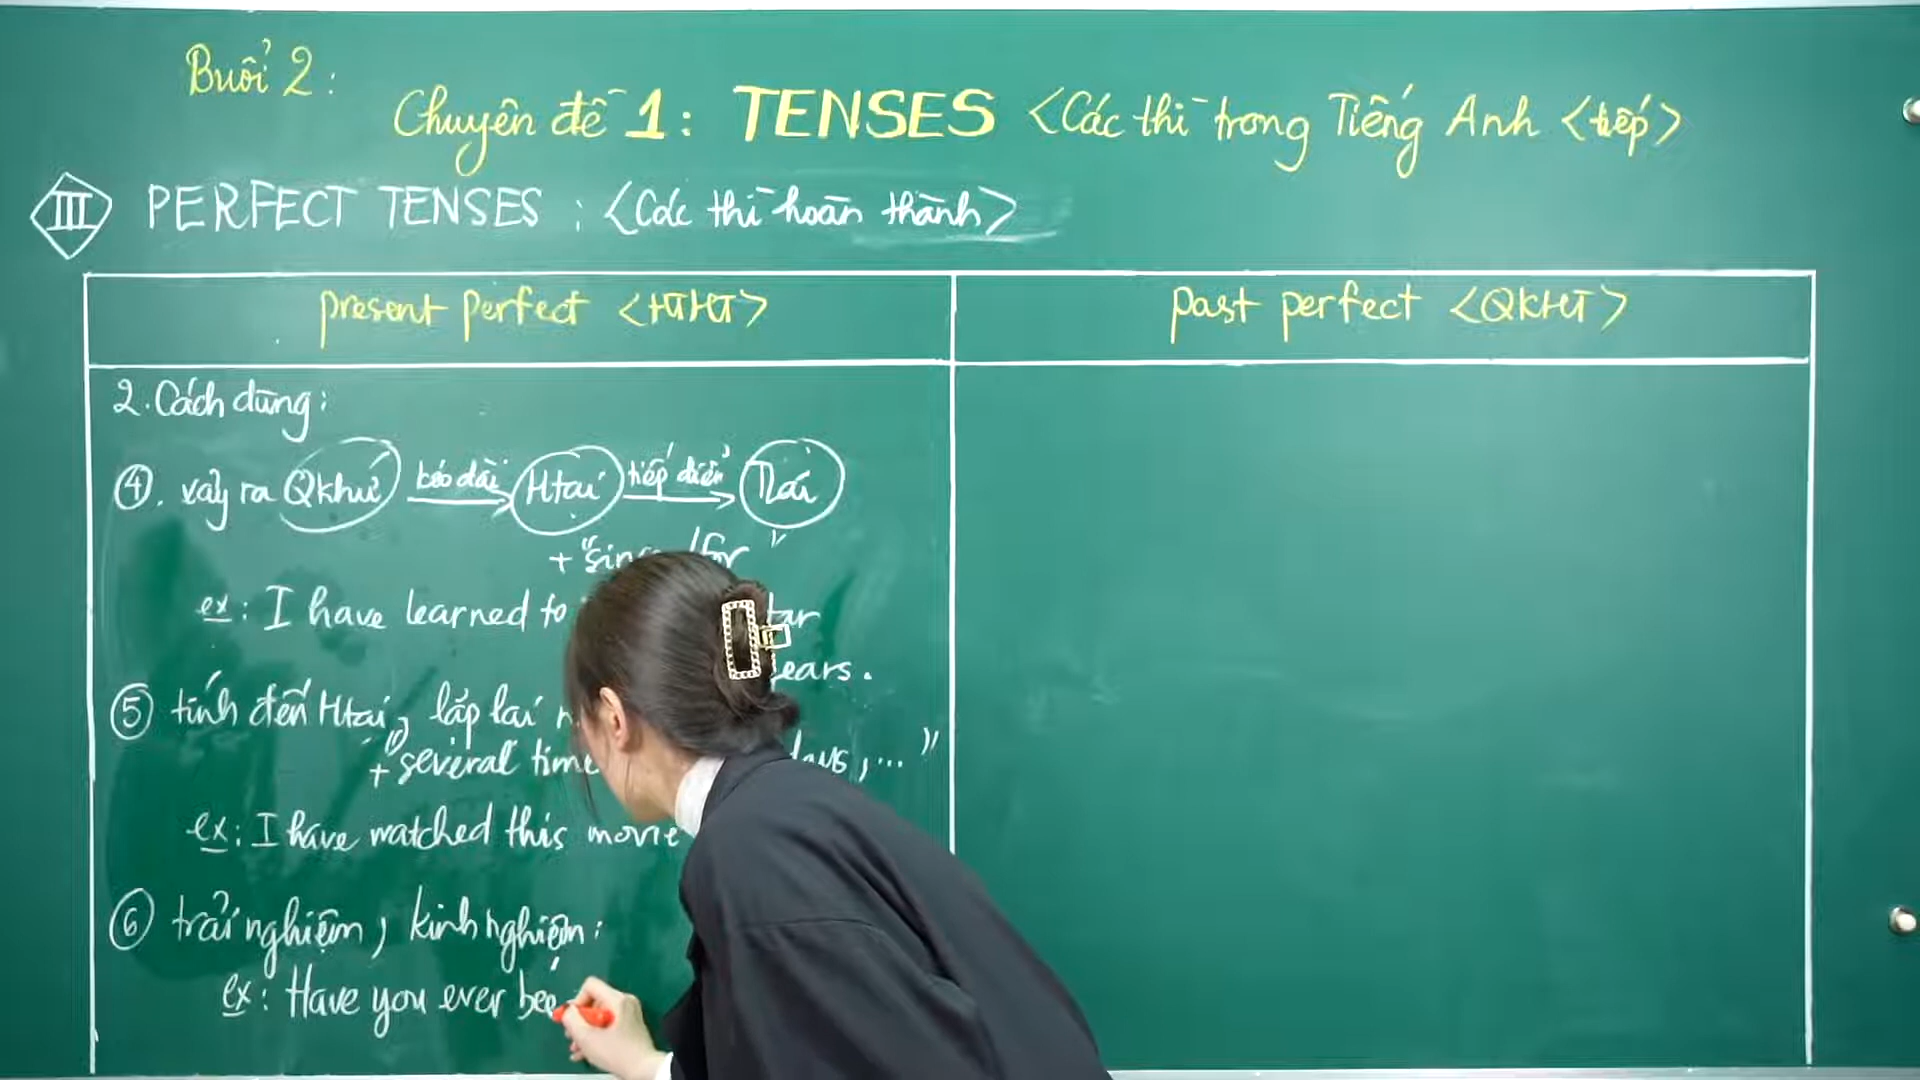 Buổi 2:
Chuyên đề 1: TENSES <Các thì trong Tiếng Anh <tiếp>
III PERFECT TENSES : <Các thì hoàn thành>
present perfect <HTHT>
past perfect <QKHT>
2. Cách dùng:
④. xảy ra Qkhứ kéo dài Htại tiếp diễn Tlai
+ "since/for"
ex: I have learned to
ears.
⑤ tính đến Htại, lặp lại
+ "several time ,... "
ex: I have watched this movie
⑥ trải nghiệm, kinh nghiệm:
ex: Have you ever bee